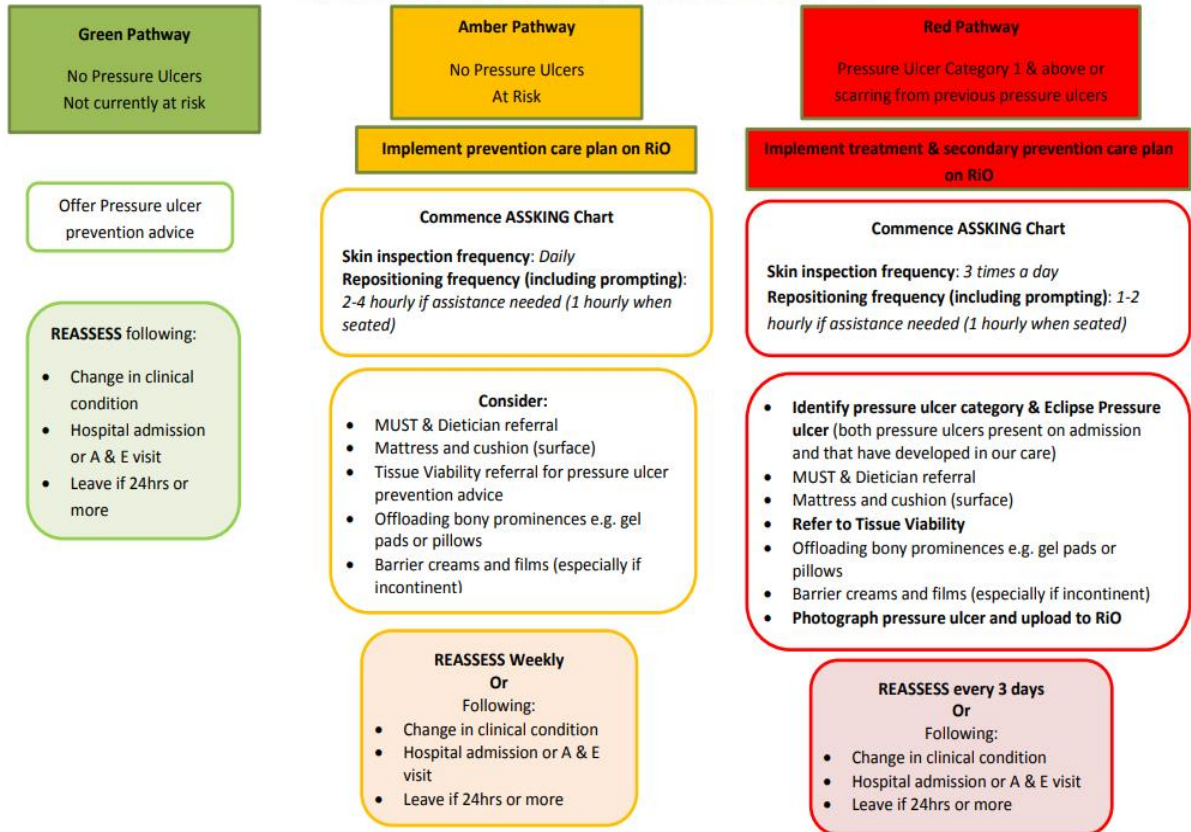 Green Pathway
No Pressure Ulcers
Not currently at risk
Offer Pressure ulcer
prevention advice
REASSESS following:
• Change in clinical
condition
• Hospital admission
or A & E visit
• Leave if 24hrs or
more
Amber Pathway
No Pressure Ulcers
At Risk
Implement prevention care plan on RiO
Commence ASSKING Chart
Skin inspection frequency: Daily
Repositioning frequency (including prompting):
2-4 hourly if assistance needed (1 hourly when
seated)
Consider:
• MUST & Dietician referral
• Mattress and cushion (surface)
• Tissue Viability referral for pressure ulcer
prevention advice
• Offloading bony prominences e.g. gel
pads or pillows
• Barrier creams and films (especially if
incontinent)
REASSESS Weekly
Or
Following:
• Change in clinical condition
• Hospital admission or A & E
visit
• Leave if 24hrs or more
Red Pathway
Pressure Ulcer Category 1 & above or
scarring from previous pressure ulcers
Implement treatment & secondary prevention care plan
on RiO
Commence ASSKING Chart
Skin inspection frequency: 3 times a day
Repositioning frequency (including prompting): 1-2
hourly if assistance needed (1 hourly when seated)
• Identify pressure ulcer category & Eclipse Pressure
ulcer (both pressure ulcers present on admission
and that have developed in our care)
• MUST & Dietician referral
• Mattress and cushion (surface)
• Refer to Tissue Viability
• Offloading bony prominences e.g. gel pads or
pillows
• Barrier creams and films (especially if incontinent)
• Photograph pressure ulcer and upload to RiO
REASSESS every 3 days
Or
Following:
• Change in clinical condition
• Hospital admission or A & E visit
• Leave if 24hrs or more